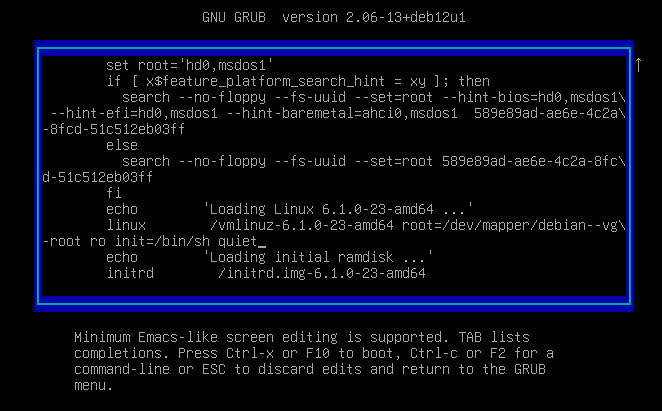 GNU GRUB  version 2.06-13+deb12u1
set root='hd0,msdos1'
if [ x$feature_platform_search_hint = xy ]; then
search --no-floppy --fs-uuid --set=root --hint-bios=hd0,msdos1\
--hint-efi=hd0,msdos1 --hint-baremetal=ahci0,msdos1  589e89ad-ae6e-4c2a\
-8fcd-51c512eb03ff
else
search --no-floppy --fs-uuid --set=root 589e89ad-ae6e-4c2a-8fc\
d-51c512eb03ff
fi
echo        'Loading Linux 6.1.0-23-amd64 ...'
linux        /vmlinuz-6.1.0-23-amd64 root=/dev/mapper/debian--vg\
-root ro init=/bin/sh quiet_
echo        'Loading initial ramdisk ...'
initrd        /initrd.img-6.1.0-23-amd64
Minimum Emacs-like screen editing is supported. TAB lists
completions. Press Ctrl-x or F10 to boot, Ctrl-c or F2 for a
command-line or ESC to discard edits and return to the GRUB
menu.